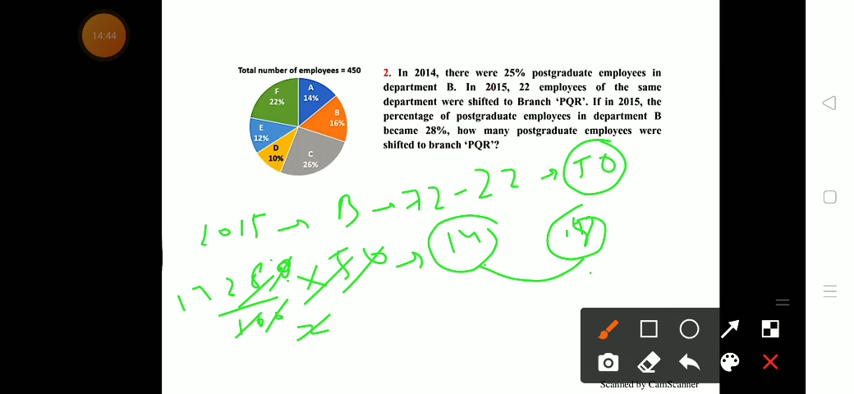 14:44
Total number of employees = 450
A
14%
B
16%
C
26%
D
10%
E
12%
F
22%
2. In 2014, there were 25% postgraduate employees in
department B. In 2015, 22 employees of the same
department were shifted to Branch ‘PQR’. If in 2015, the
percentage of postgraduate employees in department B
became 28%, how many postgraduate employees were
shifted to branch ‘PQR’?
2015 → B → 72-22 → 50
14
Scanned by CamScanner